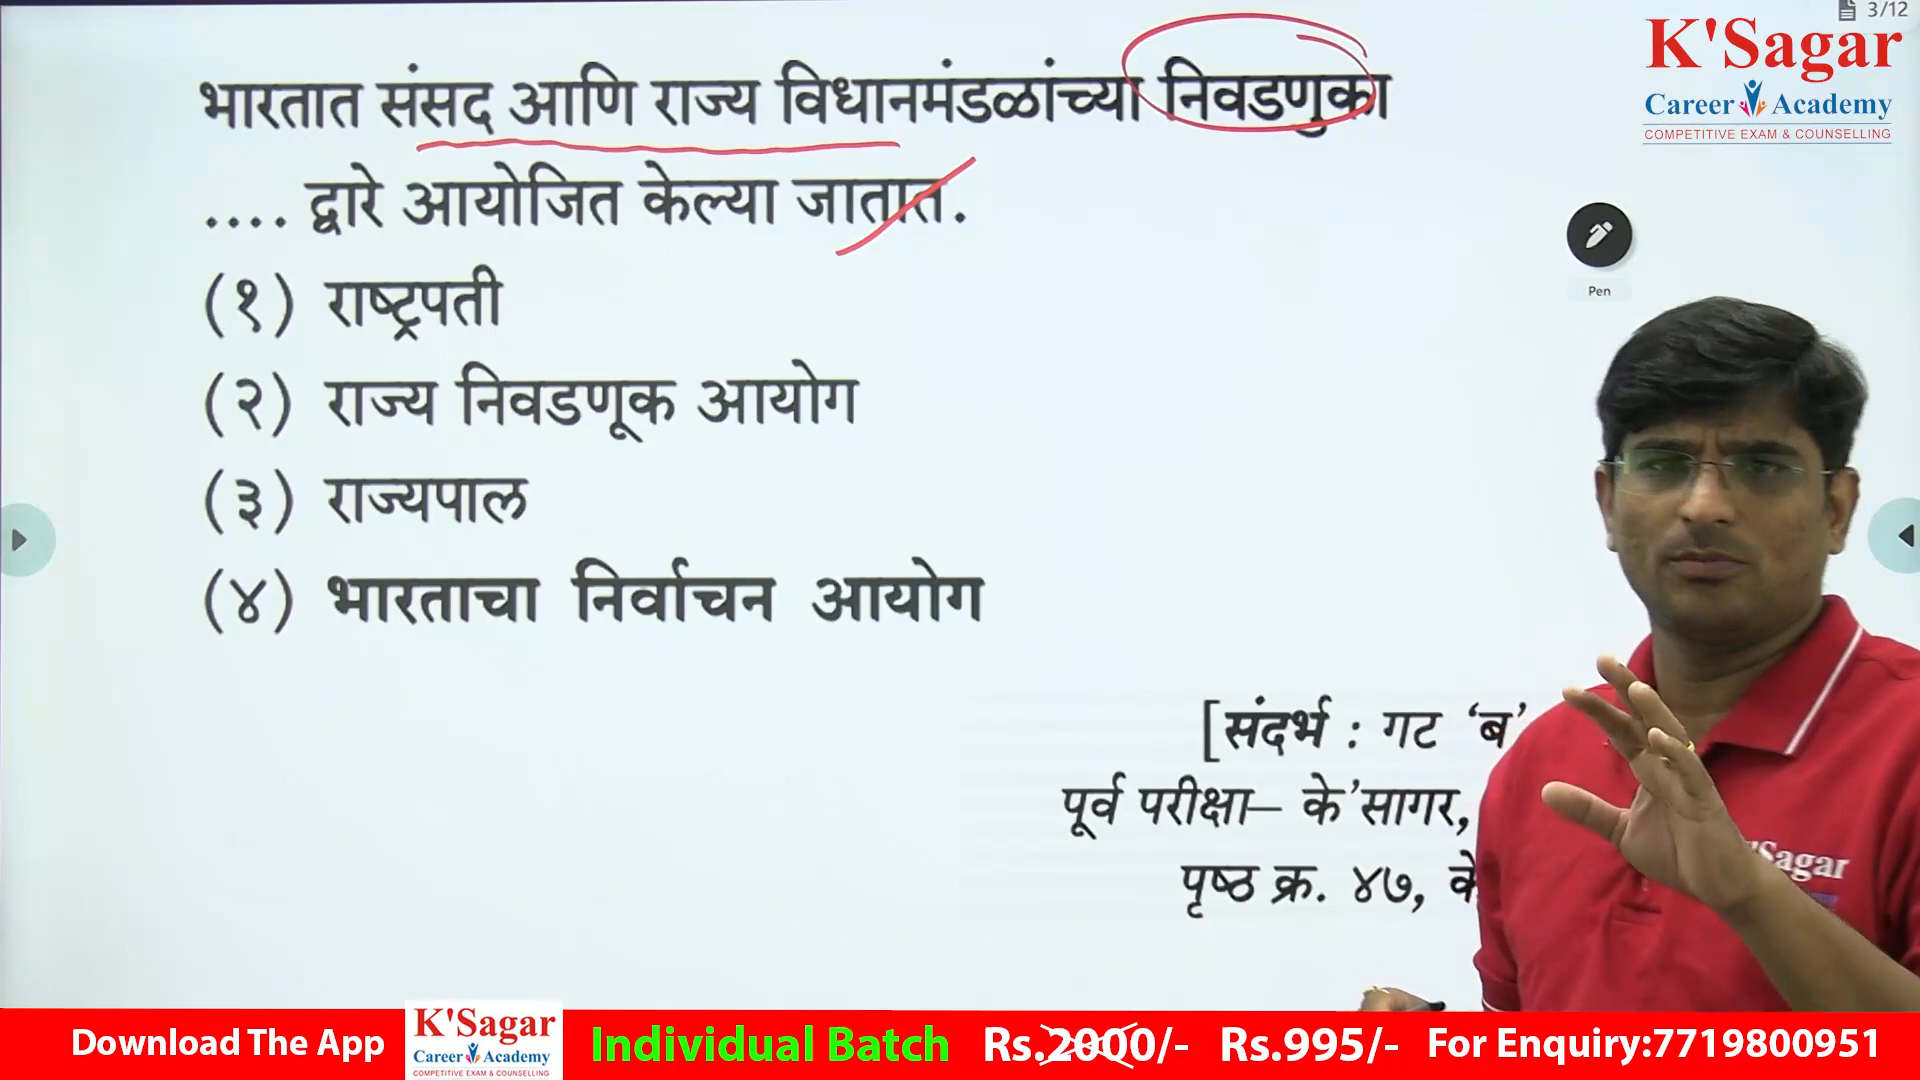 3/12
K'Sagar
Career Academy
COMPETITIVE EXAM & COUNSELLING
भारतात संसद आणि राज्य विधानमंडळांच्या निवडणुका
.... द्वारे आयोजित केल्या जातात.
Pen
(१) राष्ट्रपती
(२) राज्य निवडणूक आयोग
(३) राज्यपाल
(४) भारताचा निर्वाचन आयोग
[संदर्भ : गट ‘ब’
पूर्व परीक्षा– के’सागर,
पृष्ठ क्र. ४७, के
'Sagar
Download The App
K'Sagar
Career Academy
COMPETITIVE EXAM & COUNSELLING
Individual Batch
Rs.2000/-
Rs.995/-
For Enquiry:7719800951